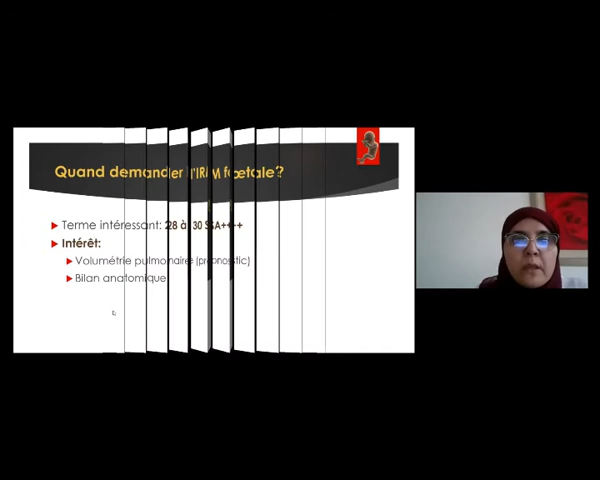 Quand demander l'IRM fœtale?
Terme intéressant: 28 à 30 SA+++
Intérêt:
Volumétrie pulmonaire (pronostic)
Bilan anatomique